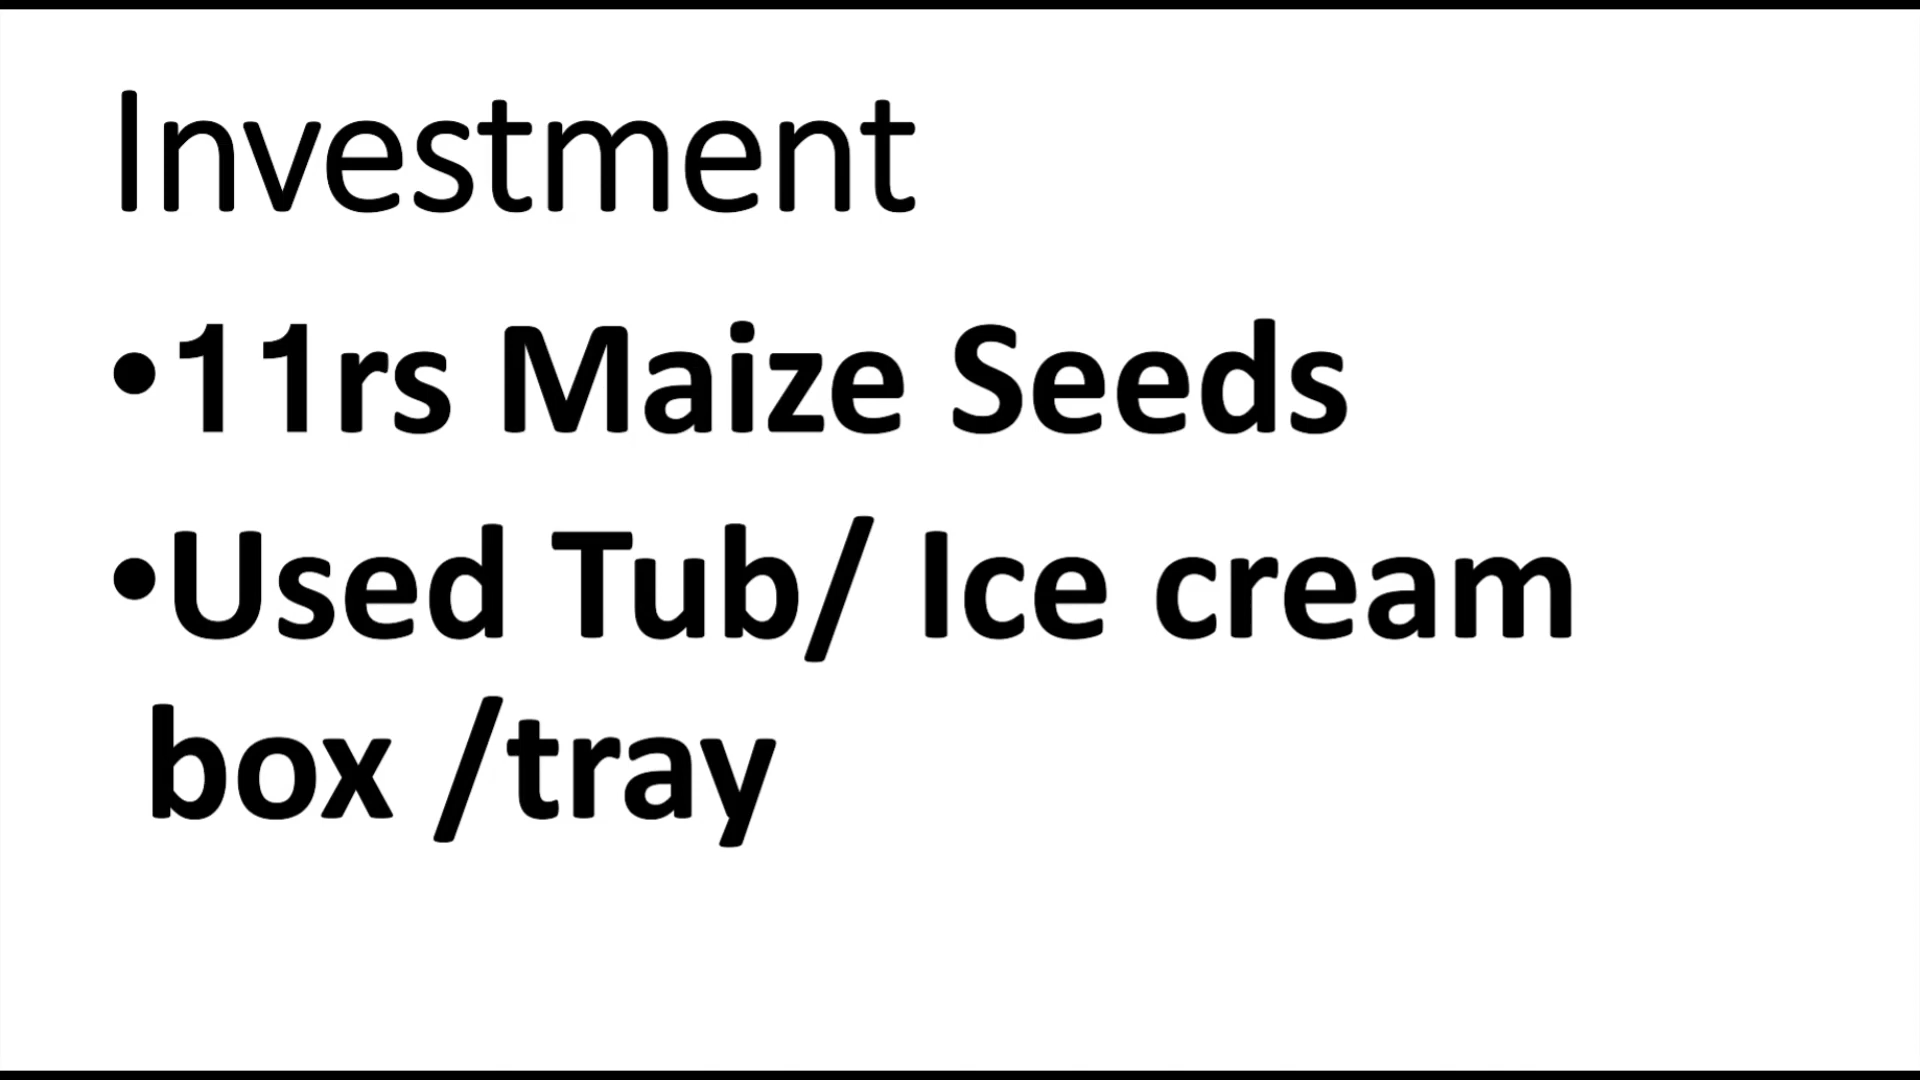 Investment
•11rs Maize Seeds
•Used Tub/ Ice cream
box /tray